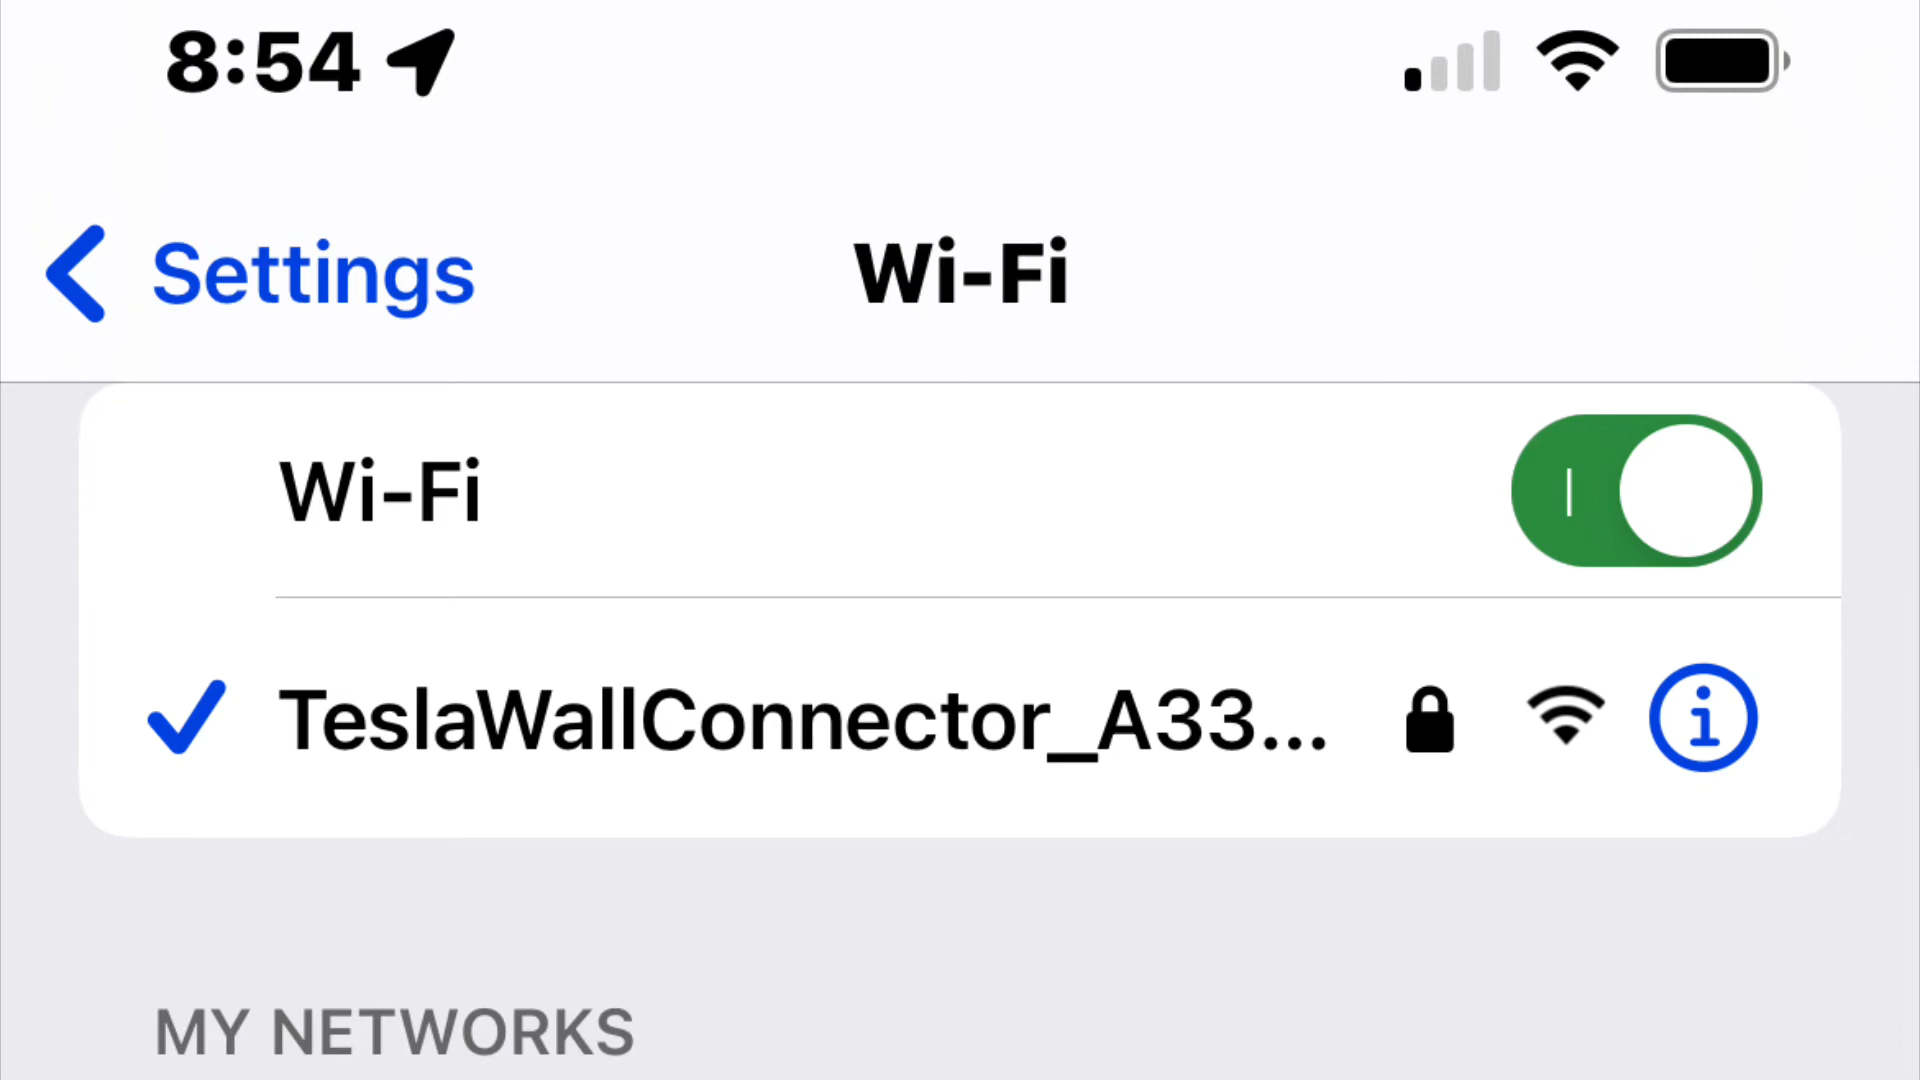 8:54
Settings
Wi-Fi
Wi-Fi
TeslaWallConnector_A33...
MY NETWORKS